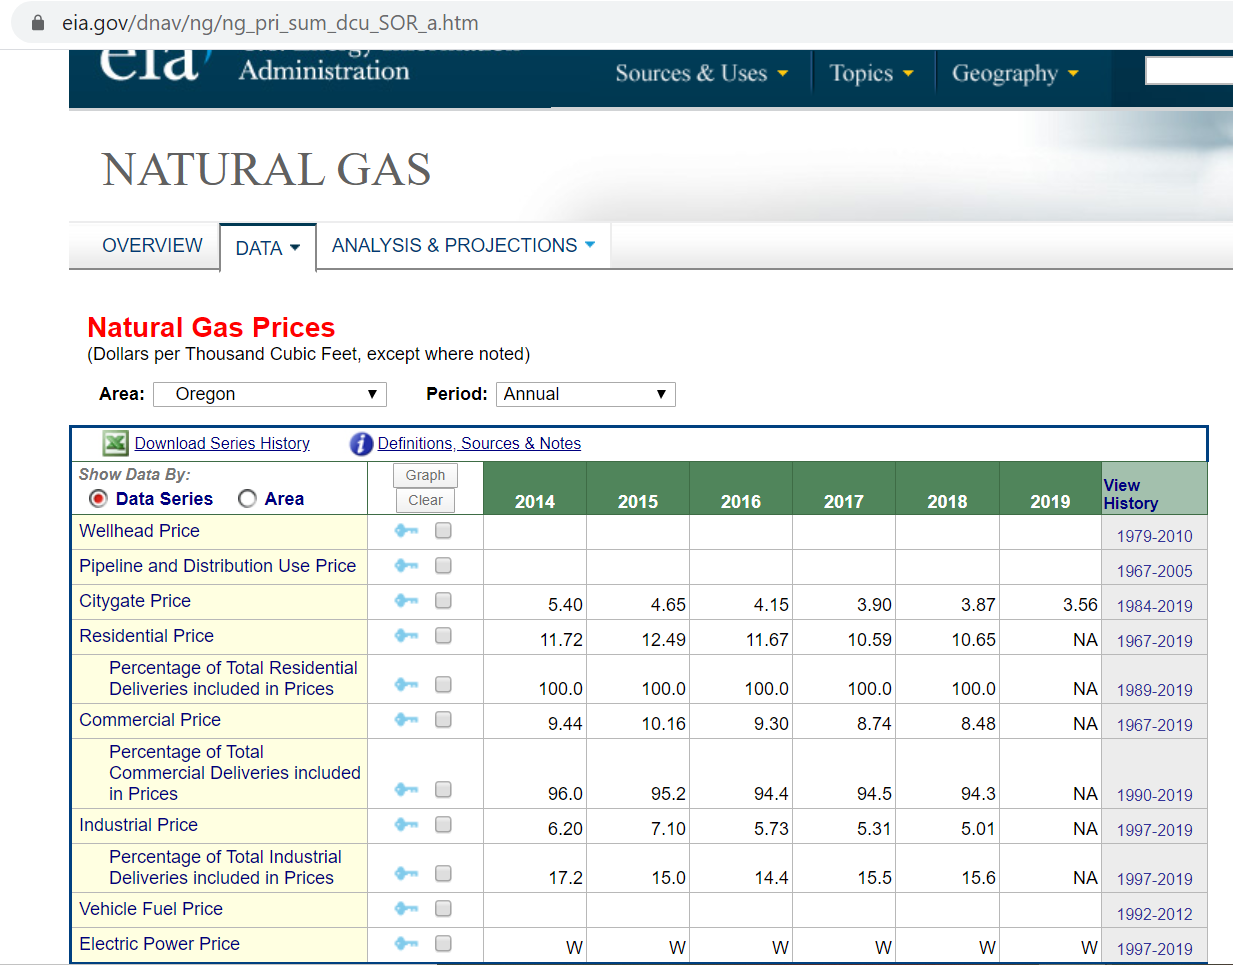 eia.gov/dnav/ng/ng_pri_sum_dcu_SOR_a.htm
eia
Administration
Sources & Uses Topics Geography
NATURAL GAS
OVERVIEW DATA ANALYSIS & PROJECTIONS
Natural Gas Prices
(Dollars per Thousand Cubic Feet, except where noted)
Area: Oregon Period: Annual
Download Series History Definitions, Sources & Notes
Show Data By:
Data Series Area
Graph
Clear
2014 2015 2016 2017 2018 2019 View
History
Wellhead Price 1979-2010
Pipeline and Distribution Use Price 1967-2005
Citygate Price 5.40 4.65 4.15 3.90 3.87 3.56 1984-2019
Residential Price 11.72 12.49 11.67 10.59 10.65 NA 1967-2019
Percentage of Total Residential
Deliveries included in Prices 100.0 100.0 100.0 100.0 100.0 NA 1989-2019
Commercial Price 9.44 10.16 9.30 8.74 8.48 NA 1967-2019
Percentage of Total
Commercial Deliveries included
in Prices 96.0 95.2 94.4 94.5 94.3 NA 1990-2019
Industrial Price 6.20 7.10 5.73 5.31 5.01 NA 1997-2019
Percentage of Total Industrial
Deliveries included in Prices 17.2 15.0 14.4 15.5 15.6 NA 1997-2019
Vehicle Fuel Price 1992-2012
Electric Power Price W W W W W W 1997-2019